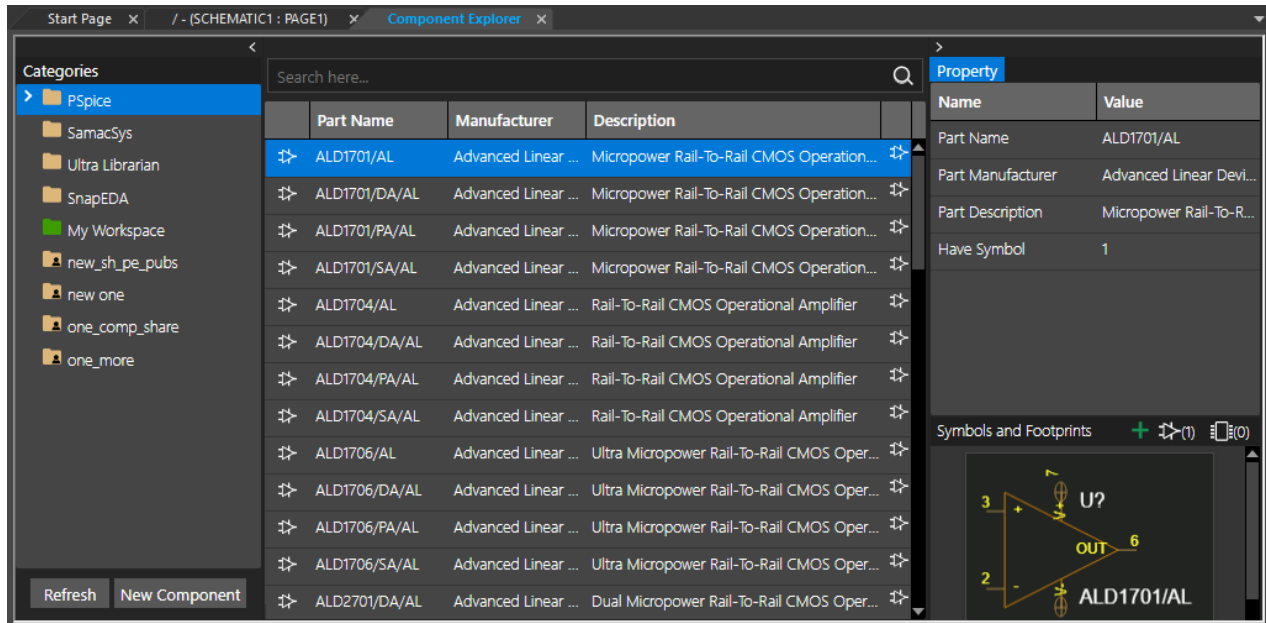 Start Page × / - (SCHEMATIC1 : PAGE1) × Component Explorer ×
Categories
PSpice
SamacSys
Ultra Librarian
SnapEDA
My Workspace
new_sh_pe_pubs
new one
one_comp_share
one_more
Refresh New Component
Search here...
Part Name Manufacturer Description
ALD1701/AL Advanced Linear ... Micropower Rail-To-Rail CMOS Operation...
ALD1701/DA/AL Advanced Linear ... Micropower Rail-To-Rail CMOS Operation...
ALD1701/PA/AL Advanced Linear ... Micropower Rail-To-Rail CMOS Operation...
ALD1701/SA/AL Advanced Linear ... Micropower Rail-To-Rail CMOS Operation...
ALD1704/AL Advanced Linear ... Rail-To-Rail CMOS Operational Amplifier
ALD1704/DA/AL Advanced Linear ... Rail-To-Rail CMOS Operational Amplifier
ALD1704/PA/AL Advanced Linear ... Rail-To-Rail CMOS Operational Amplifier
ALD1704/SA/AL Advanced Linear ... Rail-To-Rail CMOS Operational Amplifier
ALD1706/AL Advanced Linear ... Ultra Micropower Rail-To-Rail CMOS Oper...
ALD1706/DA/AL Advanced Linear ... Ultra Micropower Rail-To-Rail CMOS Oper...
ALD1706/PA/AL Advanced Linear ... Ultra Micropower Rail-To-Rail CMOS Oper...
ALD1706/SA/AL Advanced Linear ... Ultra Micropower Rail-To-Rail CMOS Oper...
ALD2701/DA/AL Advanced Linear ... Dual Micropower Rail-To-Rail CMOS Oper...
Property
Name Value
Part Name ALD1701/AL
Part Manufacturer Advanced Linear Devi...
Part Description Micropower Rail-To-R...
Have Symbol 1
Symbols and Footprints (1) (0)
7
V+
U?
3 +
OUT 6
2 -
V-
ALD1701/AL